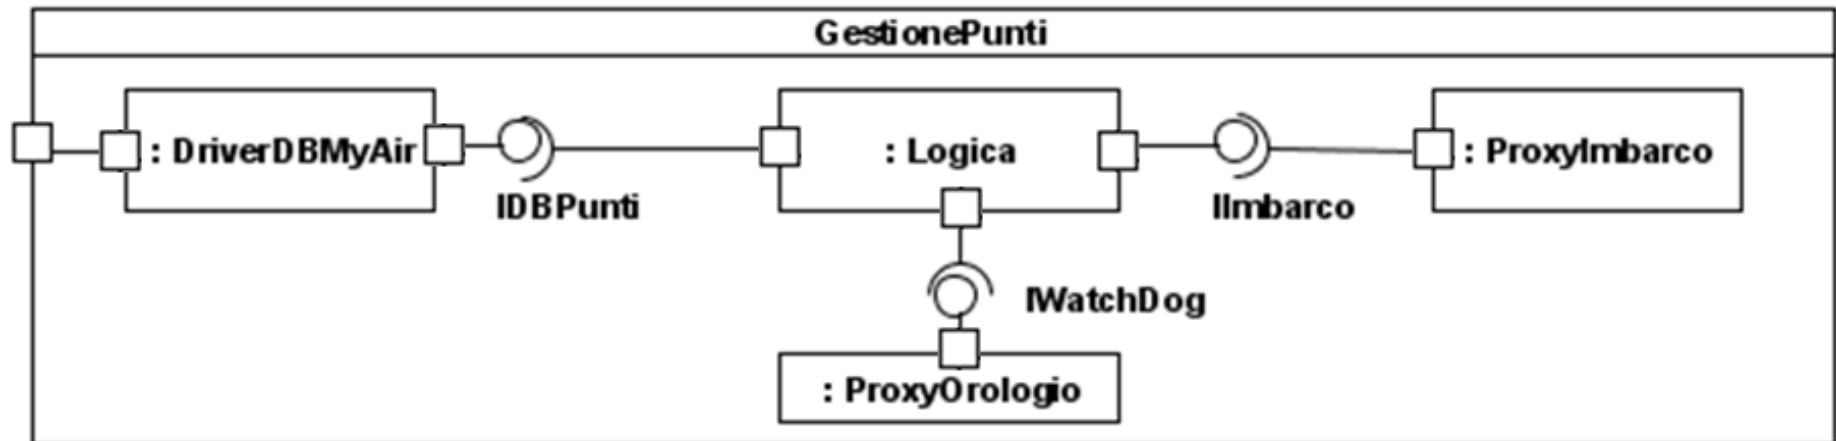 GestionePunti
: DriverDBMyAir
: Logica
: ProxyImbarco
IDBPunti
IImbarco
IWatchDog
: ProxyOrologio